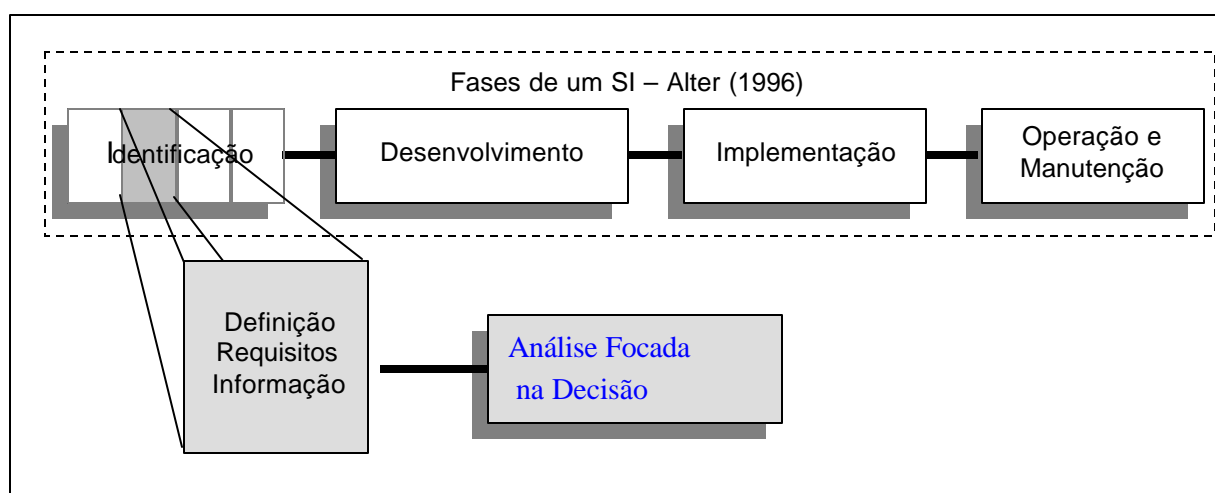 Fases de um SI – Alter (1996)
Identificação
Desenvolvimento
Implementação
Operação e
Manutenção
Definição
Requisitos
Informação
Análise Focada
na Decisão